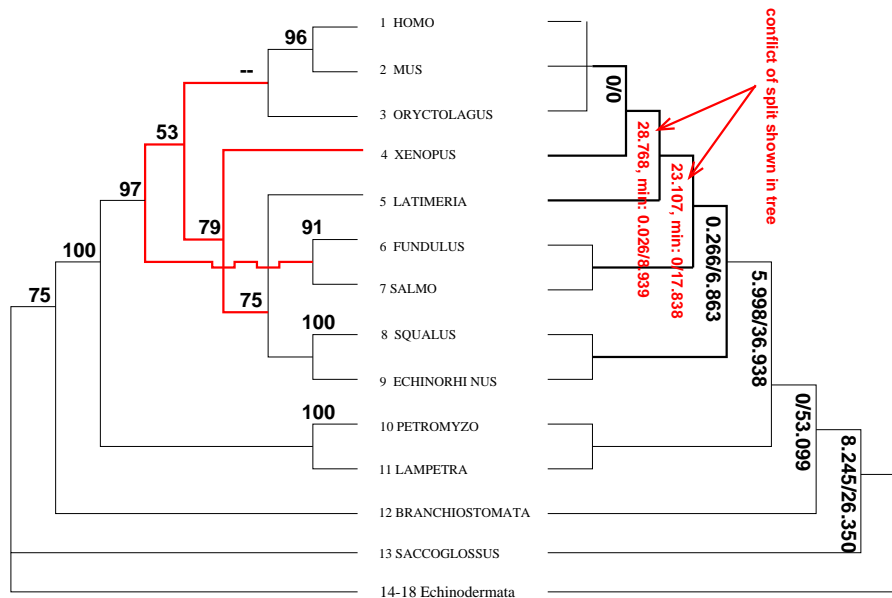 1 HOMO
2 MUS
3 ORYCTOLAGUS
4 XENOPUS
5 LATIMERIA
6 FUNDULUS
7 SALMO
8 SQUALUS
9 ECHINORHI NUS
10 PETROMYZO
11 LAMPETRA
12 BRANCHIOSTOMATA
13 SACCOGLOSSUS
14-18 Echinodermata
96
--
53
97
79
91
100
75
75
100
100
0/0
28.768, min: 0.026/8.939
23.107, min: 0/17.838
0.266/6.863
5.998/36.938
0/53.099
8.245/26.350
conflict of split shown in tree